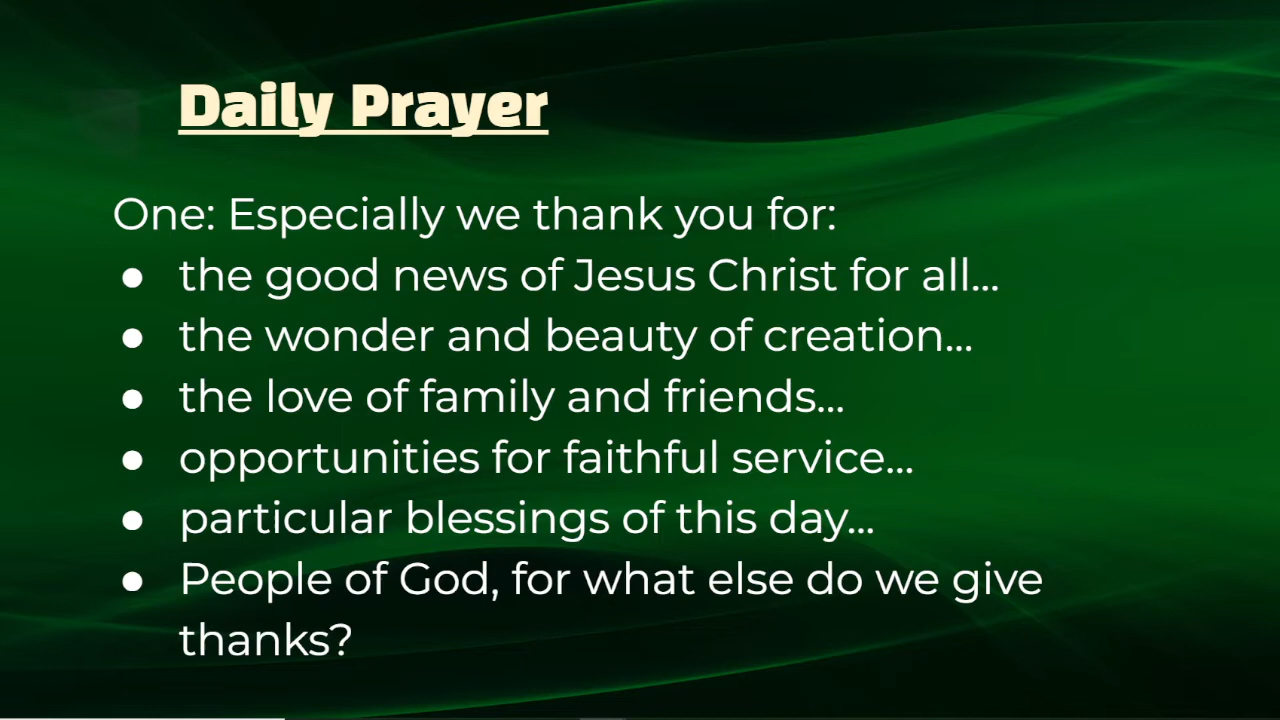 Daily Prayer
One: Especially we thank you for:
● the good news of Jesus Christ for all...
● the wonder and beauty of creation...
● the love of family and friends...
● opportunities for faithful service...
● particular blessings of this day...
● People of God, for what else do we give
thanks?